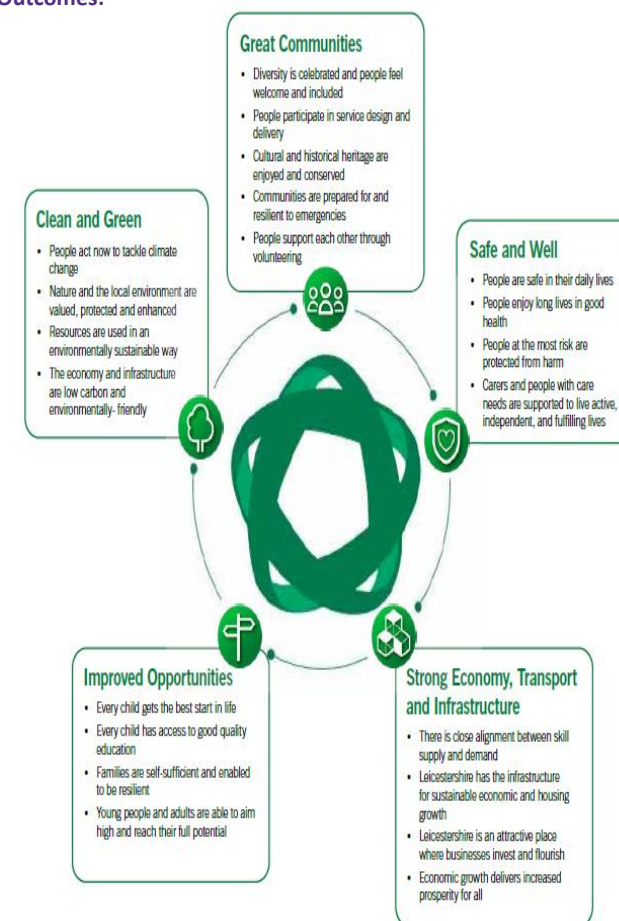 Outcomes:
Great Communities
• Diversity is celebrated and people feel
welcome and included
• People participate in service design and
delivery
• Cultural and historical heritage are
enjoyed and conserved
• Communities are prepared for and
resilient to emergencies
• People support each other through
volunteering
Clean and Green
• People act now to tackle climate
change
• Nature and the local environment are
valued, protected and enhanced
• Resources are used in an
environmentally sustainable way
• The economy and infrastructure
are low carbon and
environmentally- friendly
Safe and Well
• People are safe in their daily lives
• People enjoy long lives in good
health
• People at the most risk are
protected from harm
• Carers and people with care
needs are supported to live active,
independent, and fulfilling lives
Improved Opportunities
• Every child gets the best start in life
• Every child has access to good quality
education
• Families are self-sufficient and enabled
to be resilient
• Young people and adults are able to aim
high and reach their full potential
Strong Economy, Transport
and Infrastructure
• There is close alignment between skill
supply and demand
• Leicestershire has the infrastructure
for sustainable economic and housing
growth
• Leicestershire is an attractive place
where businesses invest and flourish
• Economic growth delivers increased
prosperity for all